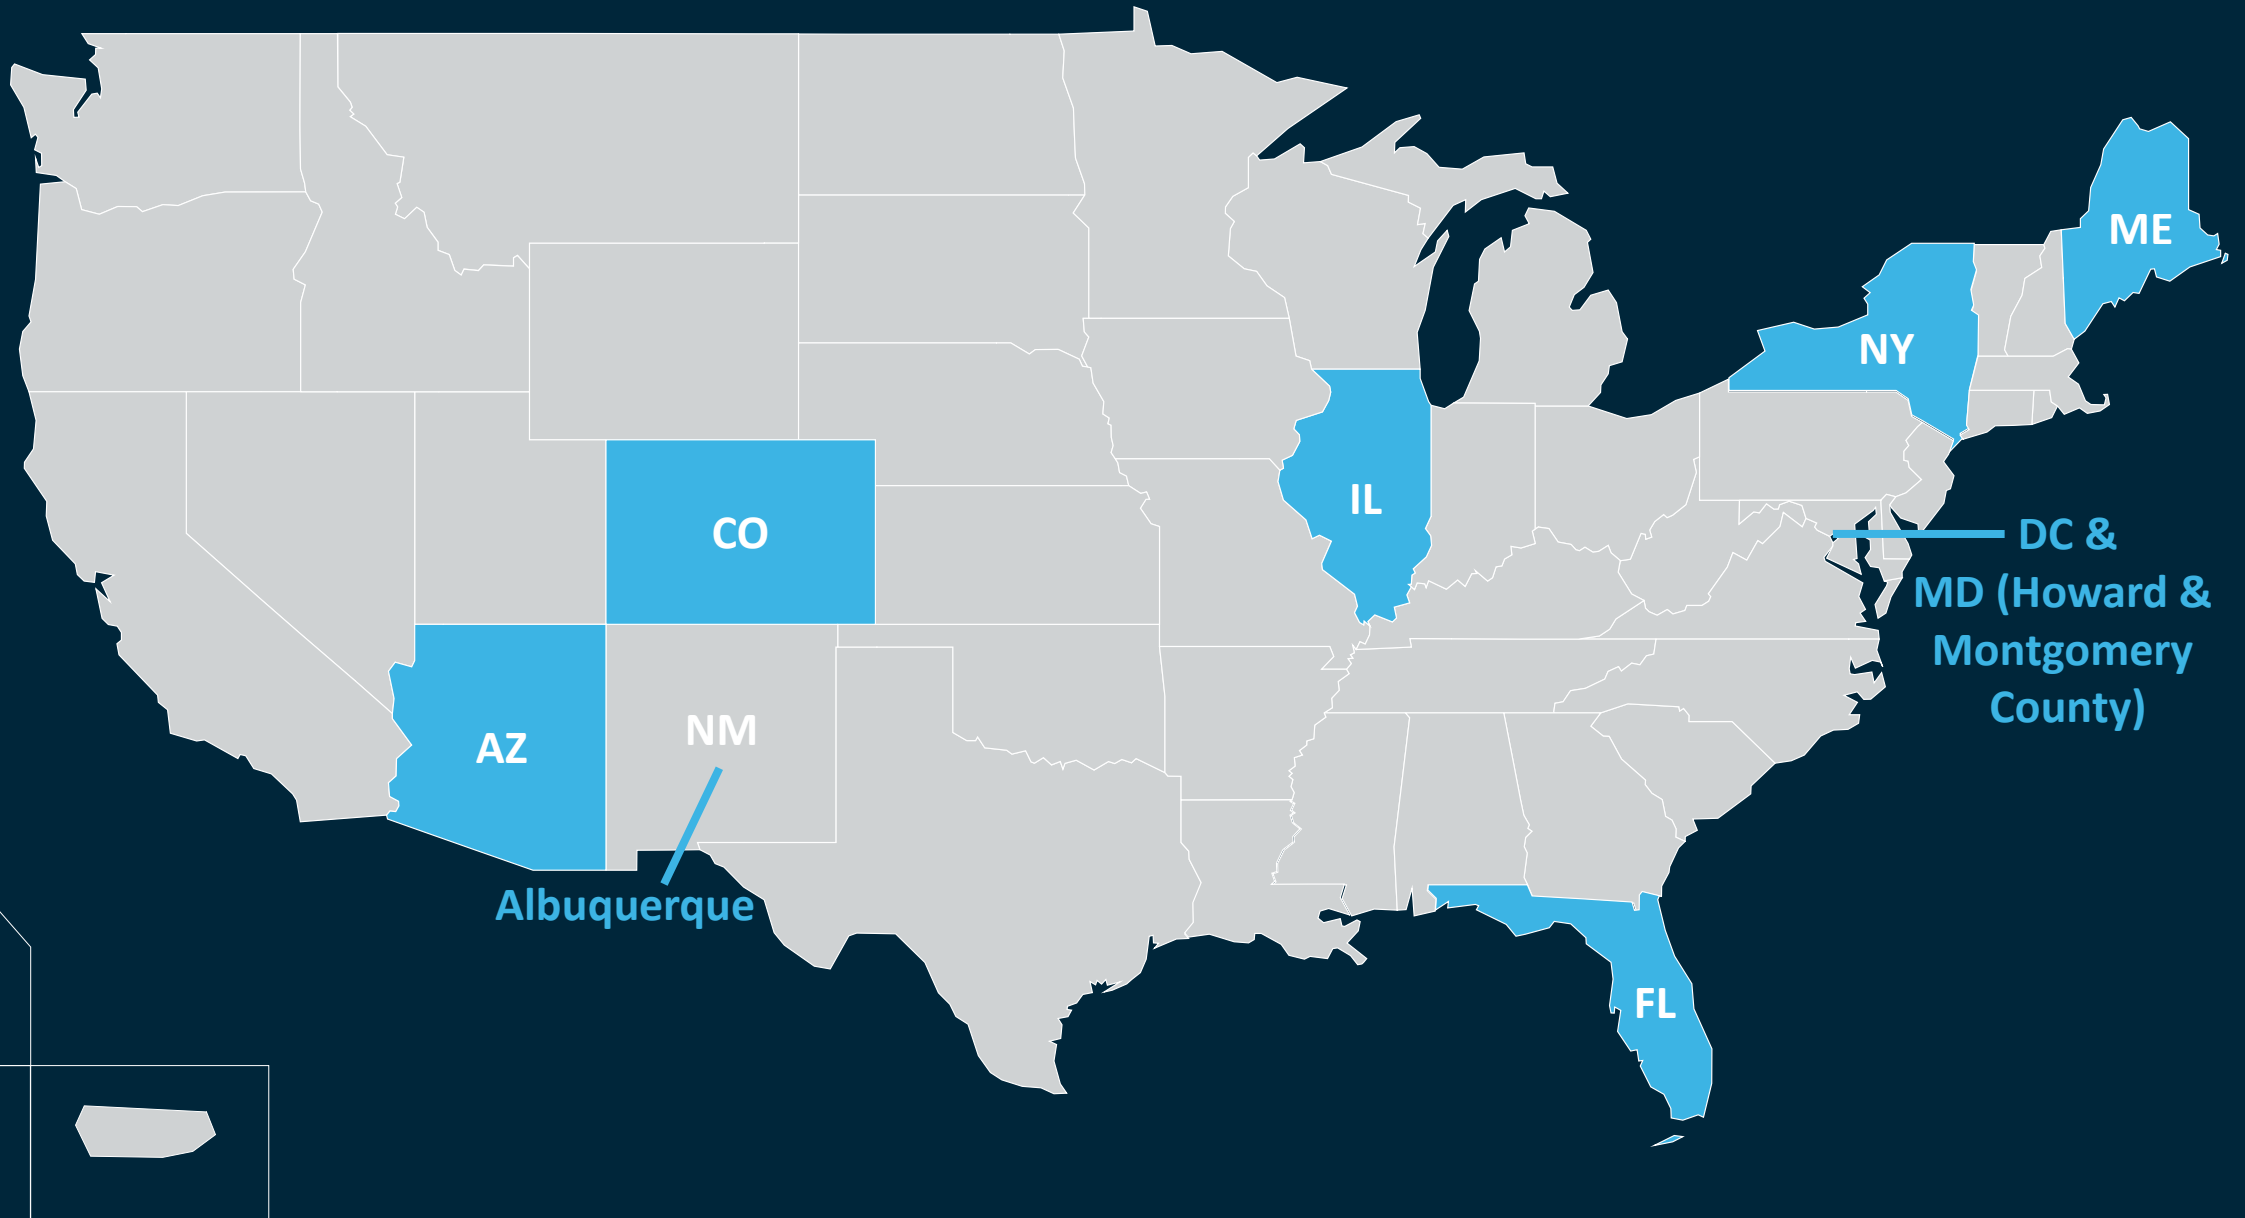 ME
NY
IL
CO
DC &
MD (Howard &
Montgomery
County)
NM
AZ
Albuquerque
FL